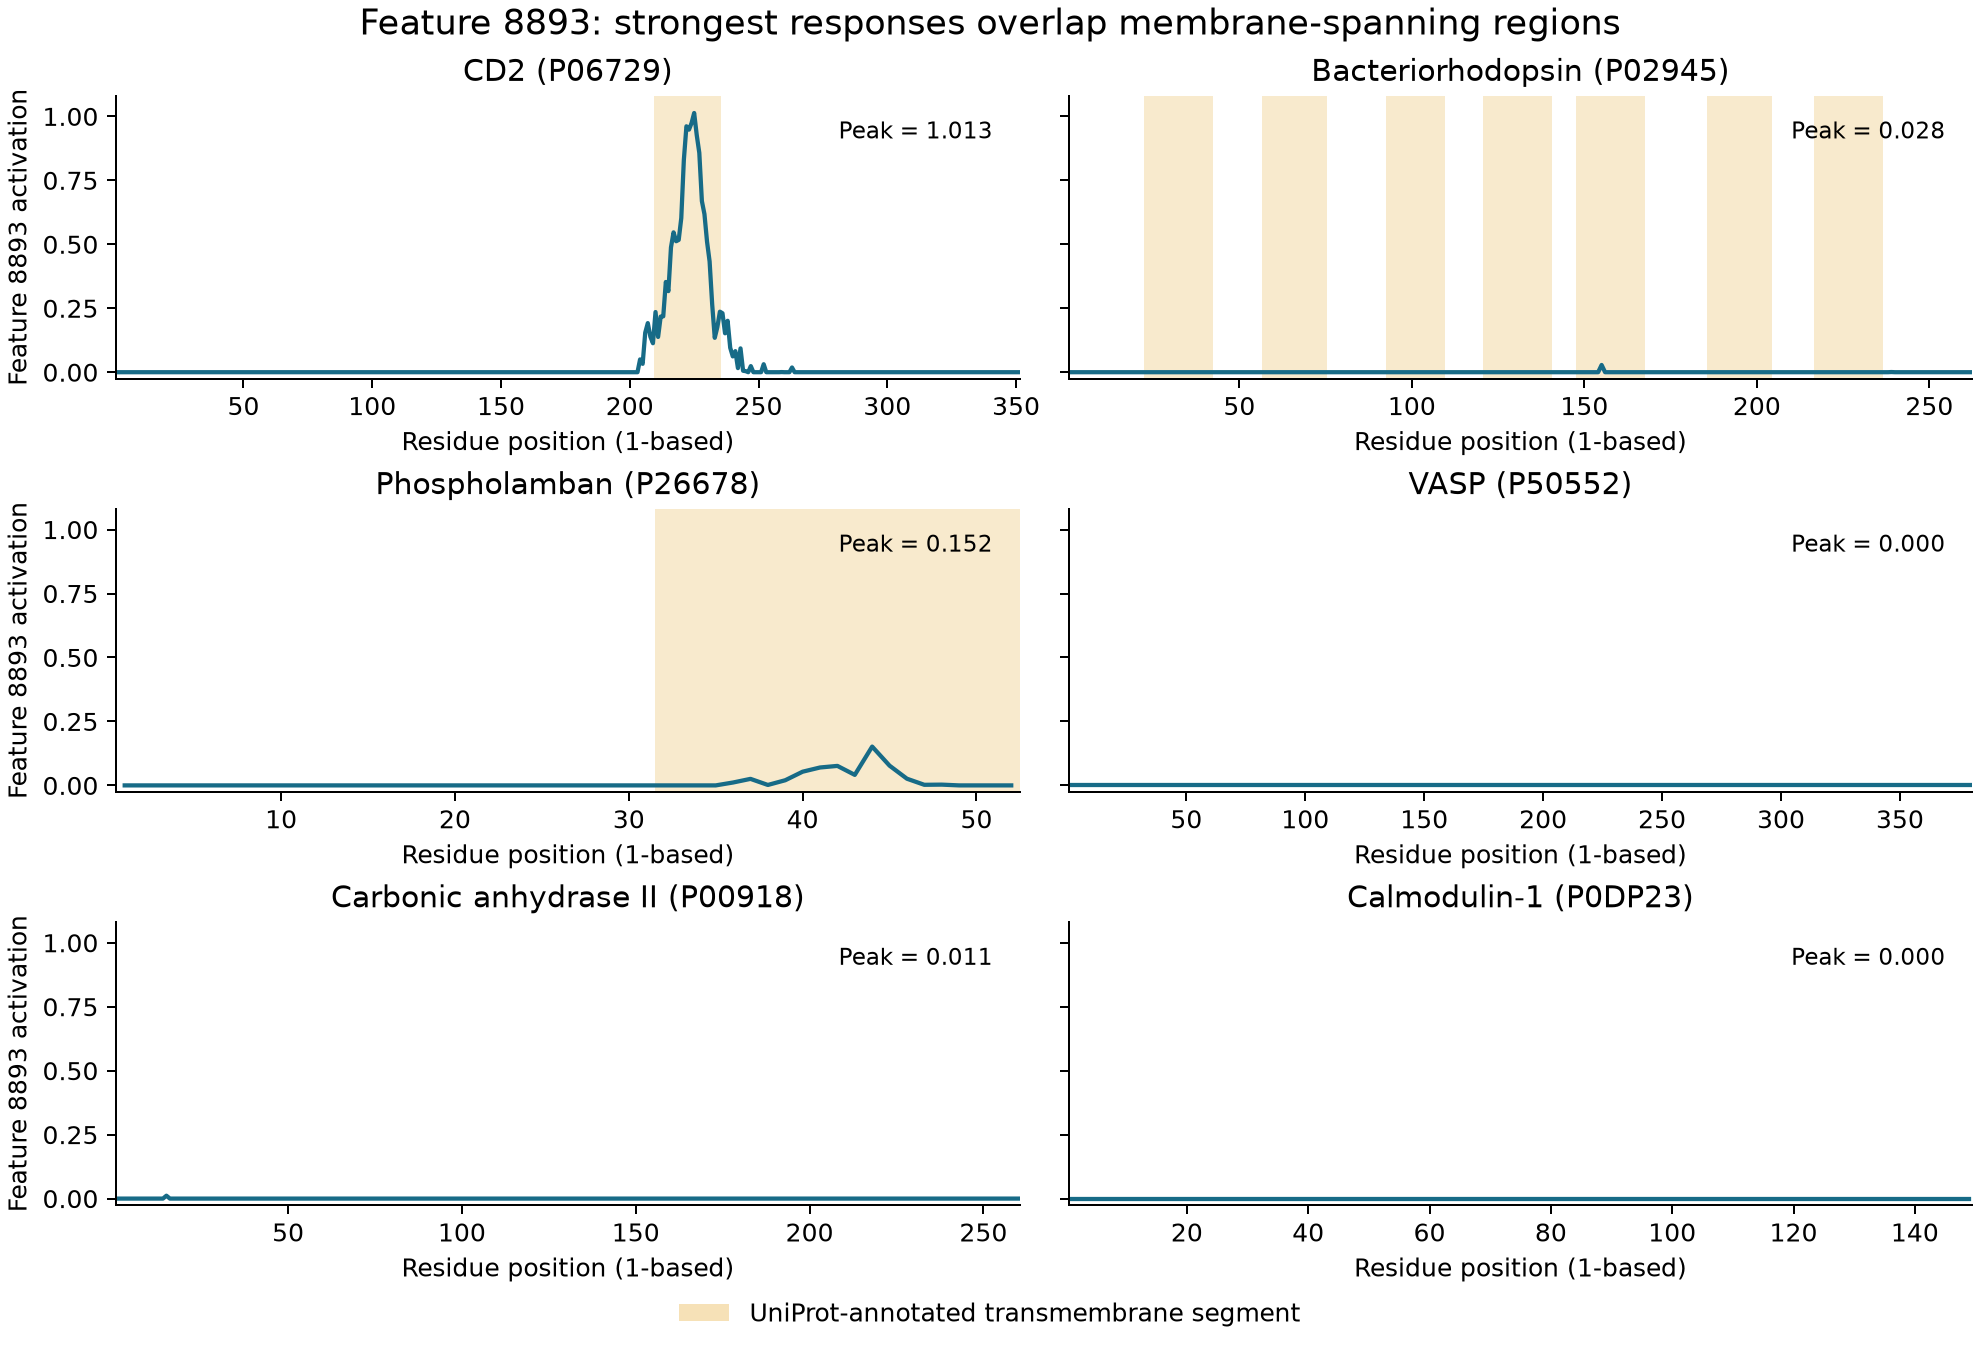 Feature 8893: strongest responses overlap membrane-spanning regions
CD2 (P06729)
Feature 8893 activation
1.00
0.75
0.50
0.25
0.00
Peak = 1.013
50 100 150 200 250 300 350
Residue position (1-based)
Bacteriorhodopsin (P02945)
Peak = 0.028
50 100 150 200 250
Residue position (1-based)
Phospholamban (P26678)
Feature 8893 activation
1.00
0.75
0.50
0.25
0.00
Peak = 0.152
10 20 30 40 50
Residue position (1-based)
VASP (P50552)
Peak = 0.000
50 100 150 200 250 300 350
Residue position (1-based)
Carbonic anhydrase II (P00918)
Feature 8893 activation
1.00
0.75
0.50
0.25
0.00
Peak = 0.011
50 100 150 200 250
Residue position (1-based)
Calmodulin-1 (P0DP23)
Peak = 0.000
20 40 60 80 100 120 140
Residue position (1-based)
UniProt-annotated transmembrane segment